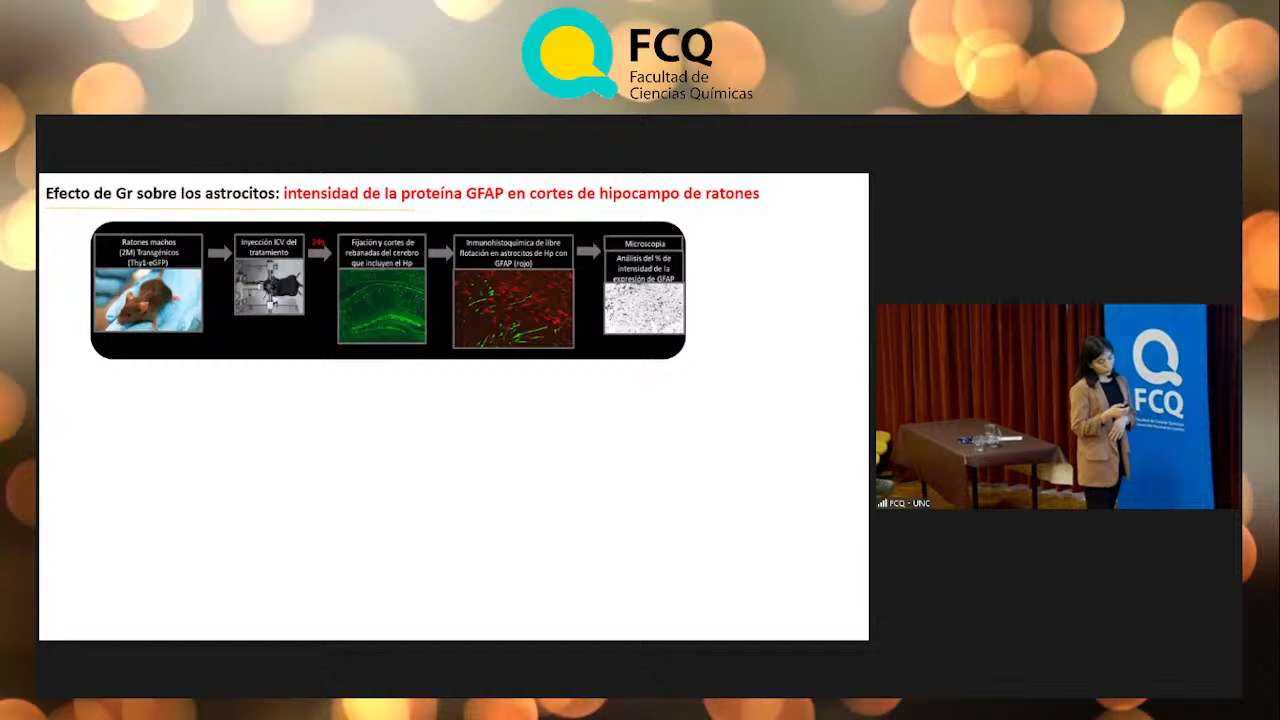 FCQ
Facultad de
Ciencias Químicas
Efecto de Gr sobre los astrocitos: intensidad de la proteína GFAP en cortes de hipocampo de ratones
Ratones machos
(2M) Transgénicos
(Thy1-eGFP)
Inyección ICV del
tratamiento
24h
Fijación y cortes de
rebanadas del cerebro
que incluyen el Hp
Inmunohistoquímica de libre
flotación en astrocitos de Hp con
GFAP (rojo)
Microscopia
Análisis del % de
intensidad de la
expresión de GFAP
FCQ
FCQ - UNC